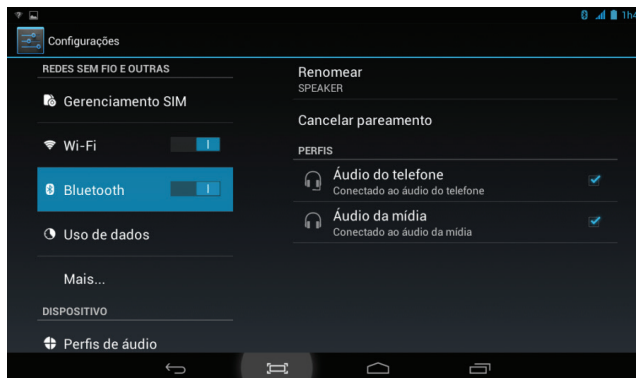 1h4
Configurações
REDES SEM FIO E OUTRAS
Gerenciamento SIM
Wi-Fi
Bluetooth
Uso de dados
Mais...
DISPOSITIVO
Perfis de áudio
Renomear
SPEAKER
Cancelar pareamento
PERFIS
Áudio do telefone
Conectado ao áudio do telefone
Áudio da mídia
Conectado ao áudio da mídia